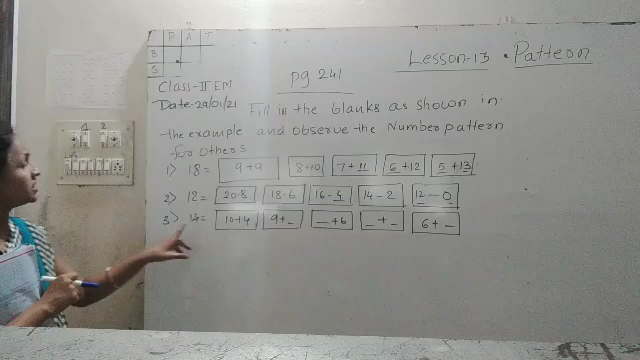 P A T
B
G
Lesson-13 • Pattern
Class-II EM
pg 241
Date-29/01/21 Fill in the blanks as shown in
the example and observe the Number pattern
for others
1> 18 = 9+9 8+10 7+11 6+12 5+13
2> 12 = 20-8 18-6 16-4 14-2 12-0
3> 14 = 10+4 9+_ _+6 _+_ 6+_